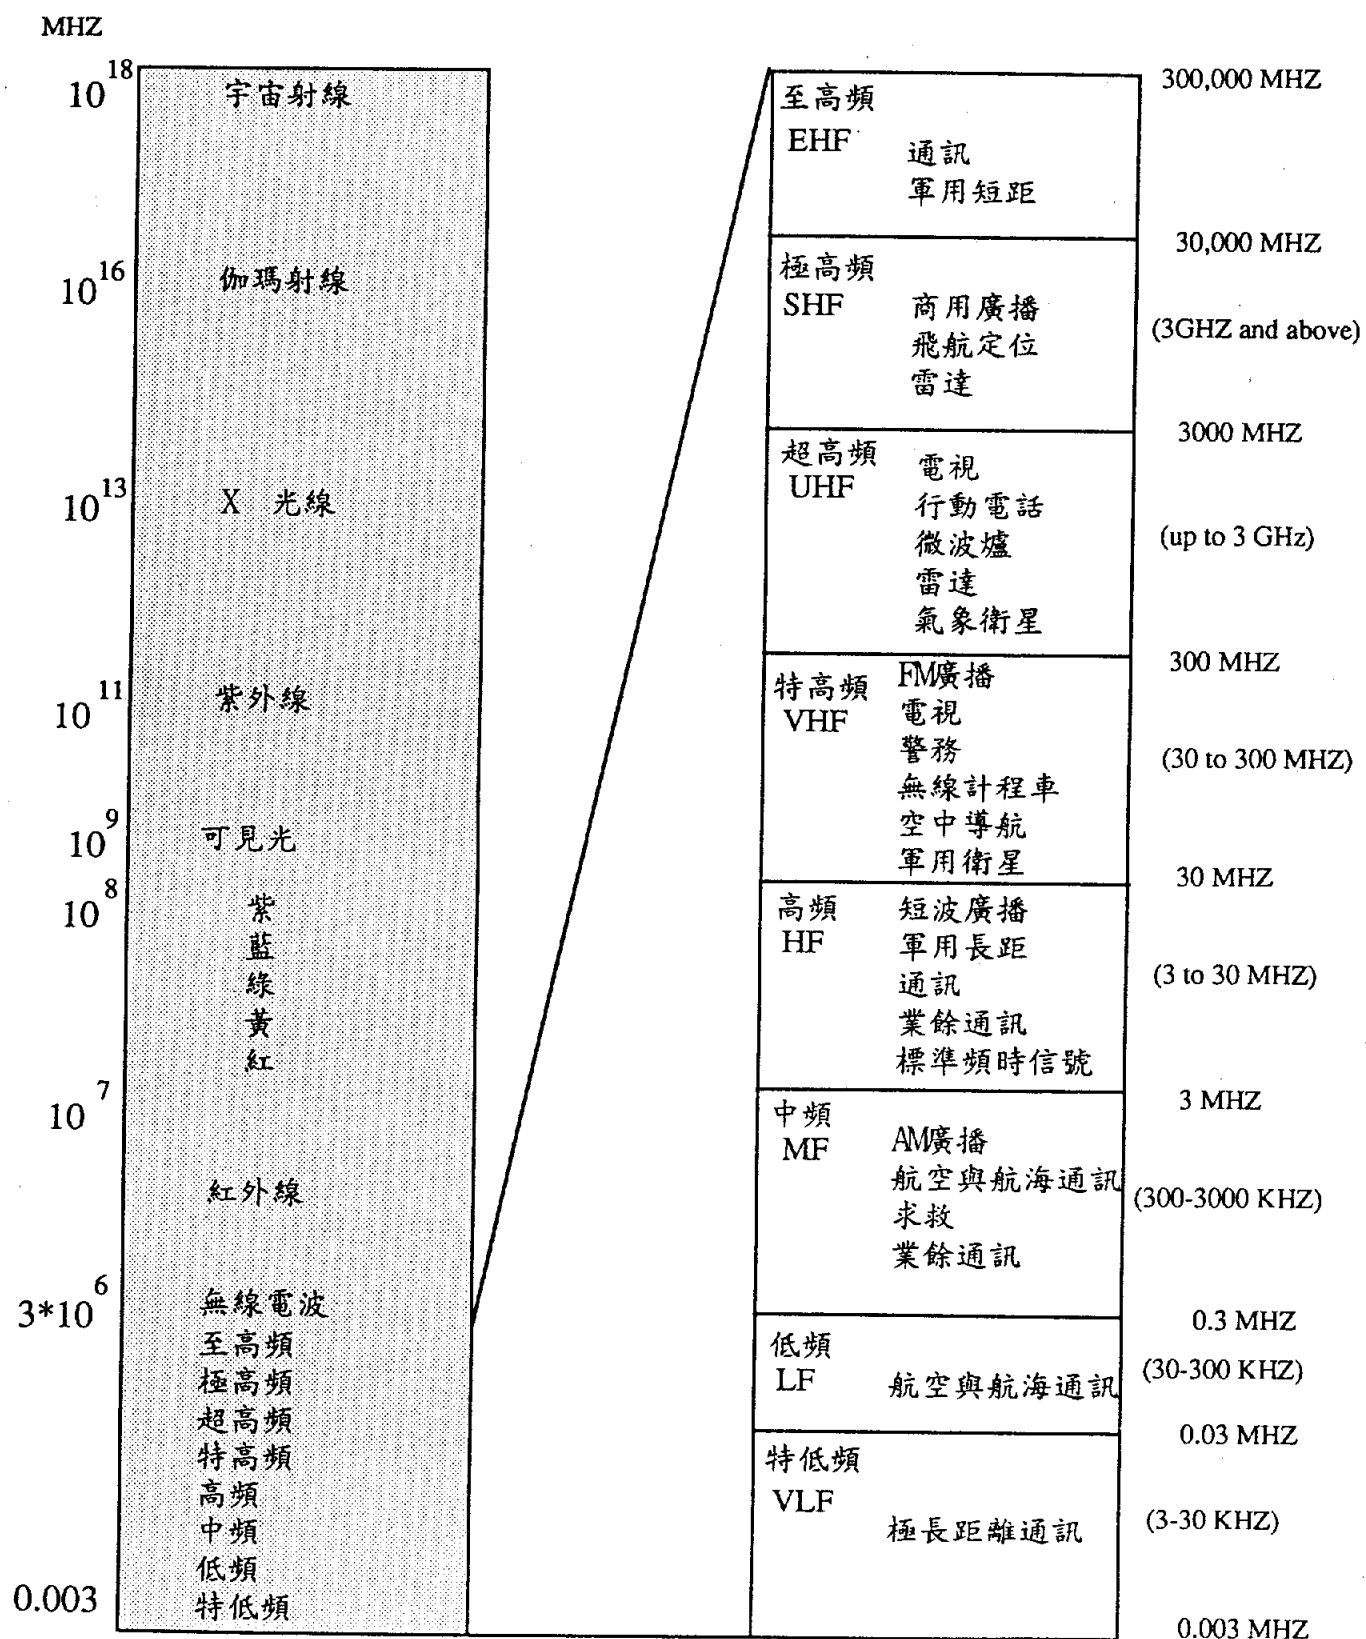 MHZ
10^18
宇宙射線
10^16
伽瑪射線
10^13
X 光線
10^11
紫外線
10^9
可見光
10^8
紫
藍
綠
黃
紅
10^7
紅外線
3*10^6
無線電波
至高頻
極高頻
超高頻
特高頻
高頻
中頻
低頻
0.003
特低頻
300,000 MHZ
至高頻
EHF
通訊
軍用短距
30,000 MHZ
極高頻
SHF
商用廣播
飛航定位
雷達
(3GHZ and above)
3000 MHZ
超高頻
UHF
電視
行動電話
微波爐
雷達
氣象衛星
(up to 3 GHz)
300 MHZ
特高頻
VHF
FM廣播
電視
警務
無線計程車
空中導航
軍用衛星
(30 to 300 MHZ)
30 MHZ
高頻
HF
短波廣播
軍用長距
通訊
業餘通訊
標準頻時信號
(3 to 30 MHZ)
3 MHZ
中頻
MF
AM廣播
航空與航海通訊
求救
業餘通訊
(300-3000 KHZ)
0.3 MHZ
低頻
LF
航空與航海通訊
(30-300 KHZ)
0.03 MHZ
特低頻
VLF
極長距離通訊
(3-30 KHZ)
0.003 MHZ